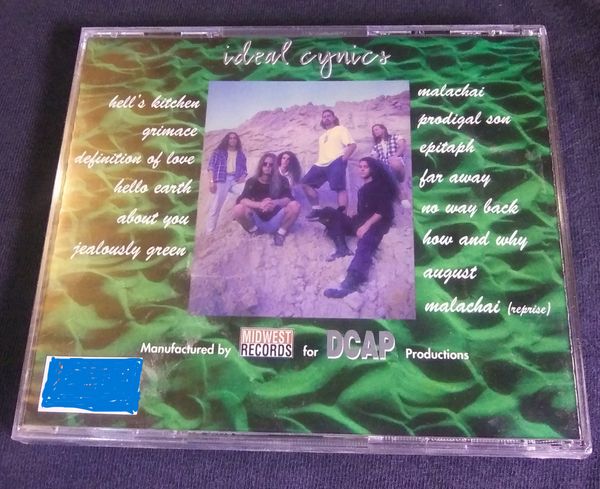 ideal cynics
hell's kitchen
grimace
definition of love
hello earth
about you
jealously green
malachai
prodigal son
epitaph
far away
no way back
how and why
august
malachai (reprise)
Manufactured by MIDWEST RECORDS for DCAP Productions